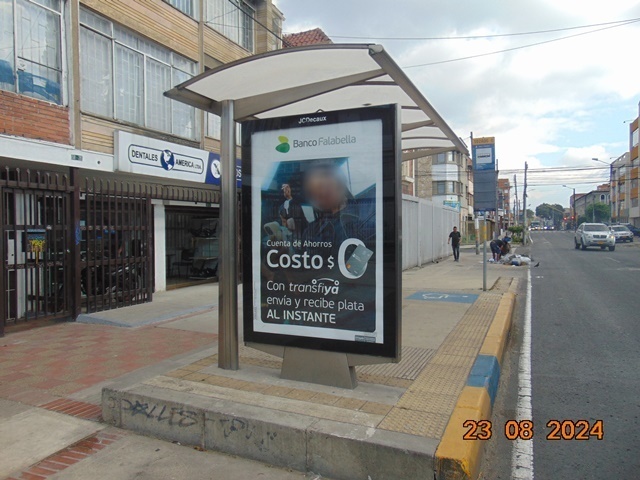 JCDecaux
Banco Falabella
DENTALES AMERICA LTDA.
Cuenta de Ahorros
Costo $0
Con transfiya
envía y recibe plata
AL INSTANTE
23 08 2024